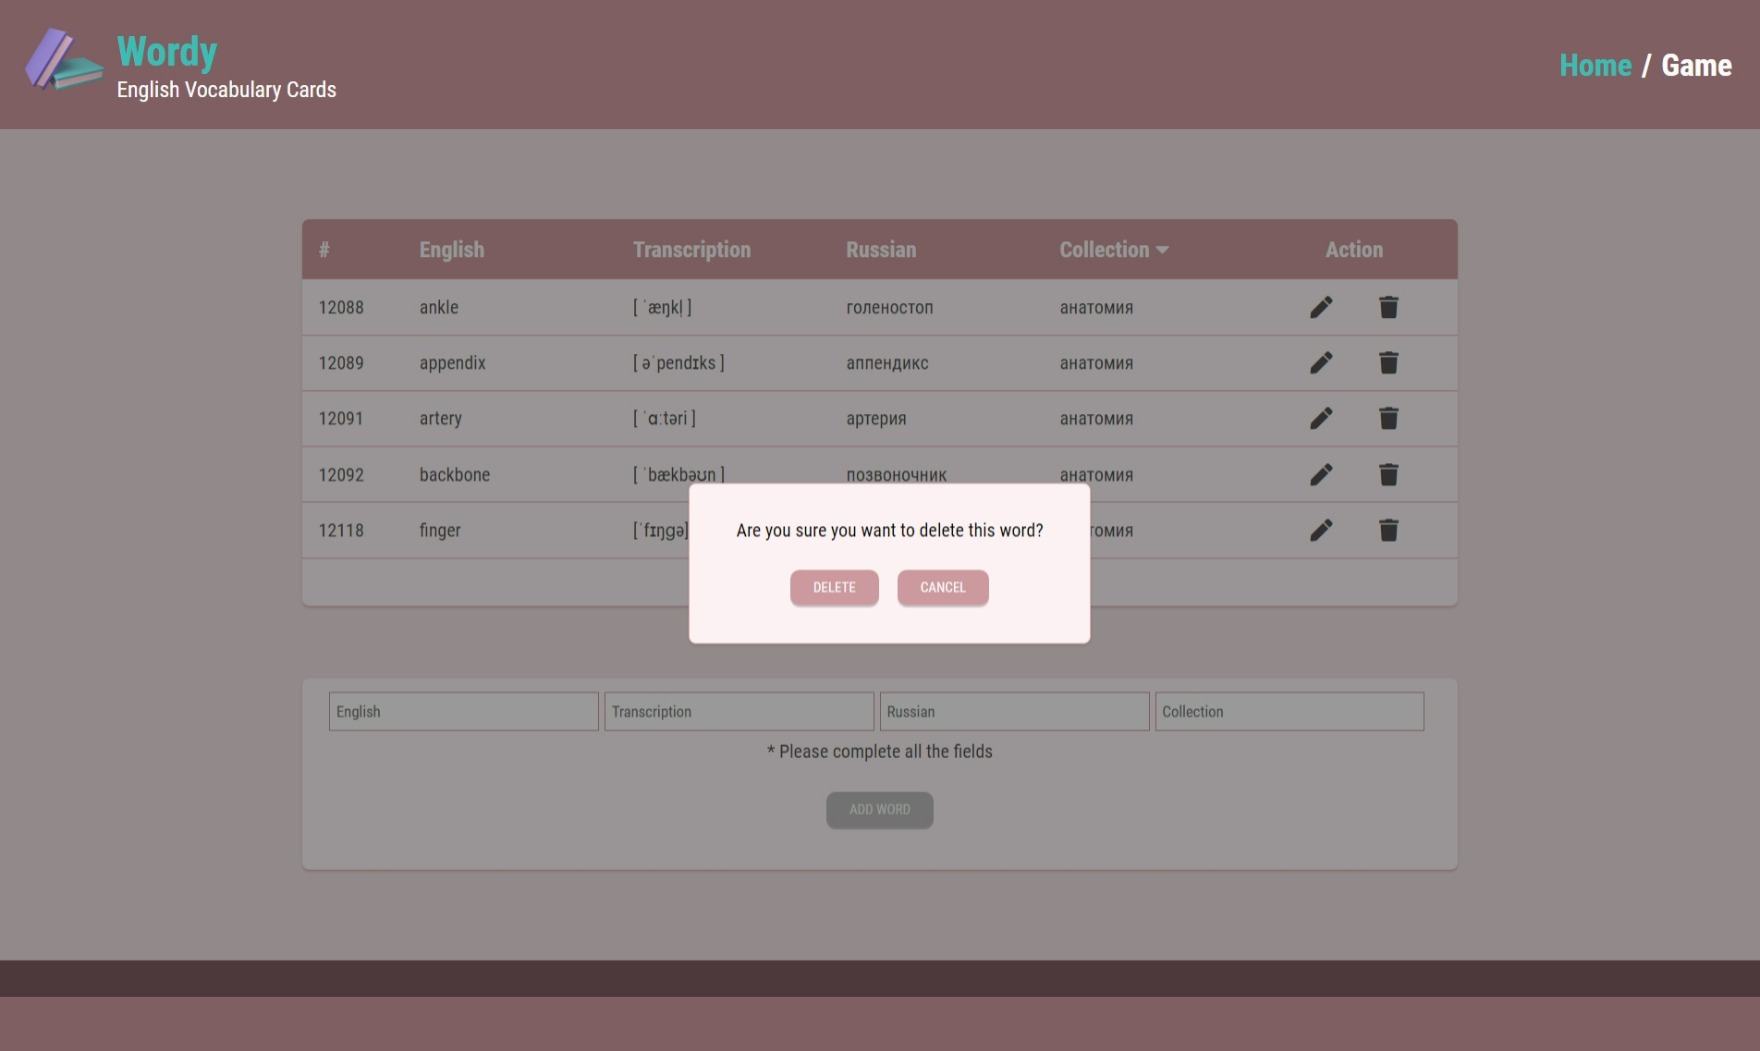 Wordy
English Vocabulary Cards
Home / Game
# English Transcription Russian Collection Action
12088 ankle [ ˈæŋkl̩ ] голеностоп анатомия
12089 appendix [ əˈpendɪks ] аппендикс анатомия
12091 artery [ ˈɑːtəri ] артерия анатомия
12092 backbone [ ˈbækbəʊn ] позвоночник анатомия
12118 finger [ˈfɪŋgə] томия
Are you sure you want to delete this word?
DELETE CANCEL
English Transcription Russian Collection
* Please complete all the fields
ADD WORD